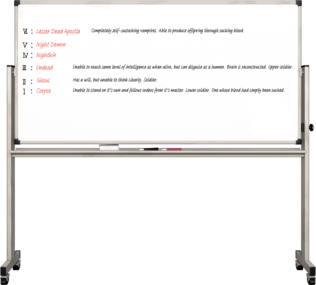 VI : Lesser Dead Apostle Completely self-sustaining vampires. Able to produce offspring through sucking blood.
V : Night Demon
IV : Nightkin
III : Undead Unable to reach same level of intelligence as when alive, but can disguise as a human. Brain is reconstructed. Upper soldier.
II : Ghoul Has a will, but unable to think clearly. Soldier.
I : Corpse Unable to stand on it's own and follows orders from it's master. Lower soldier. One whose blood had simply been sucked.